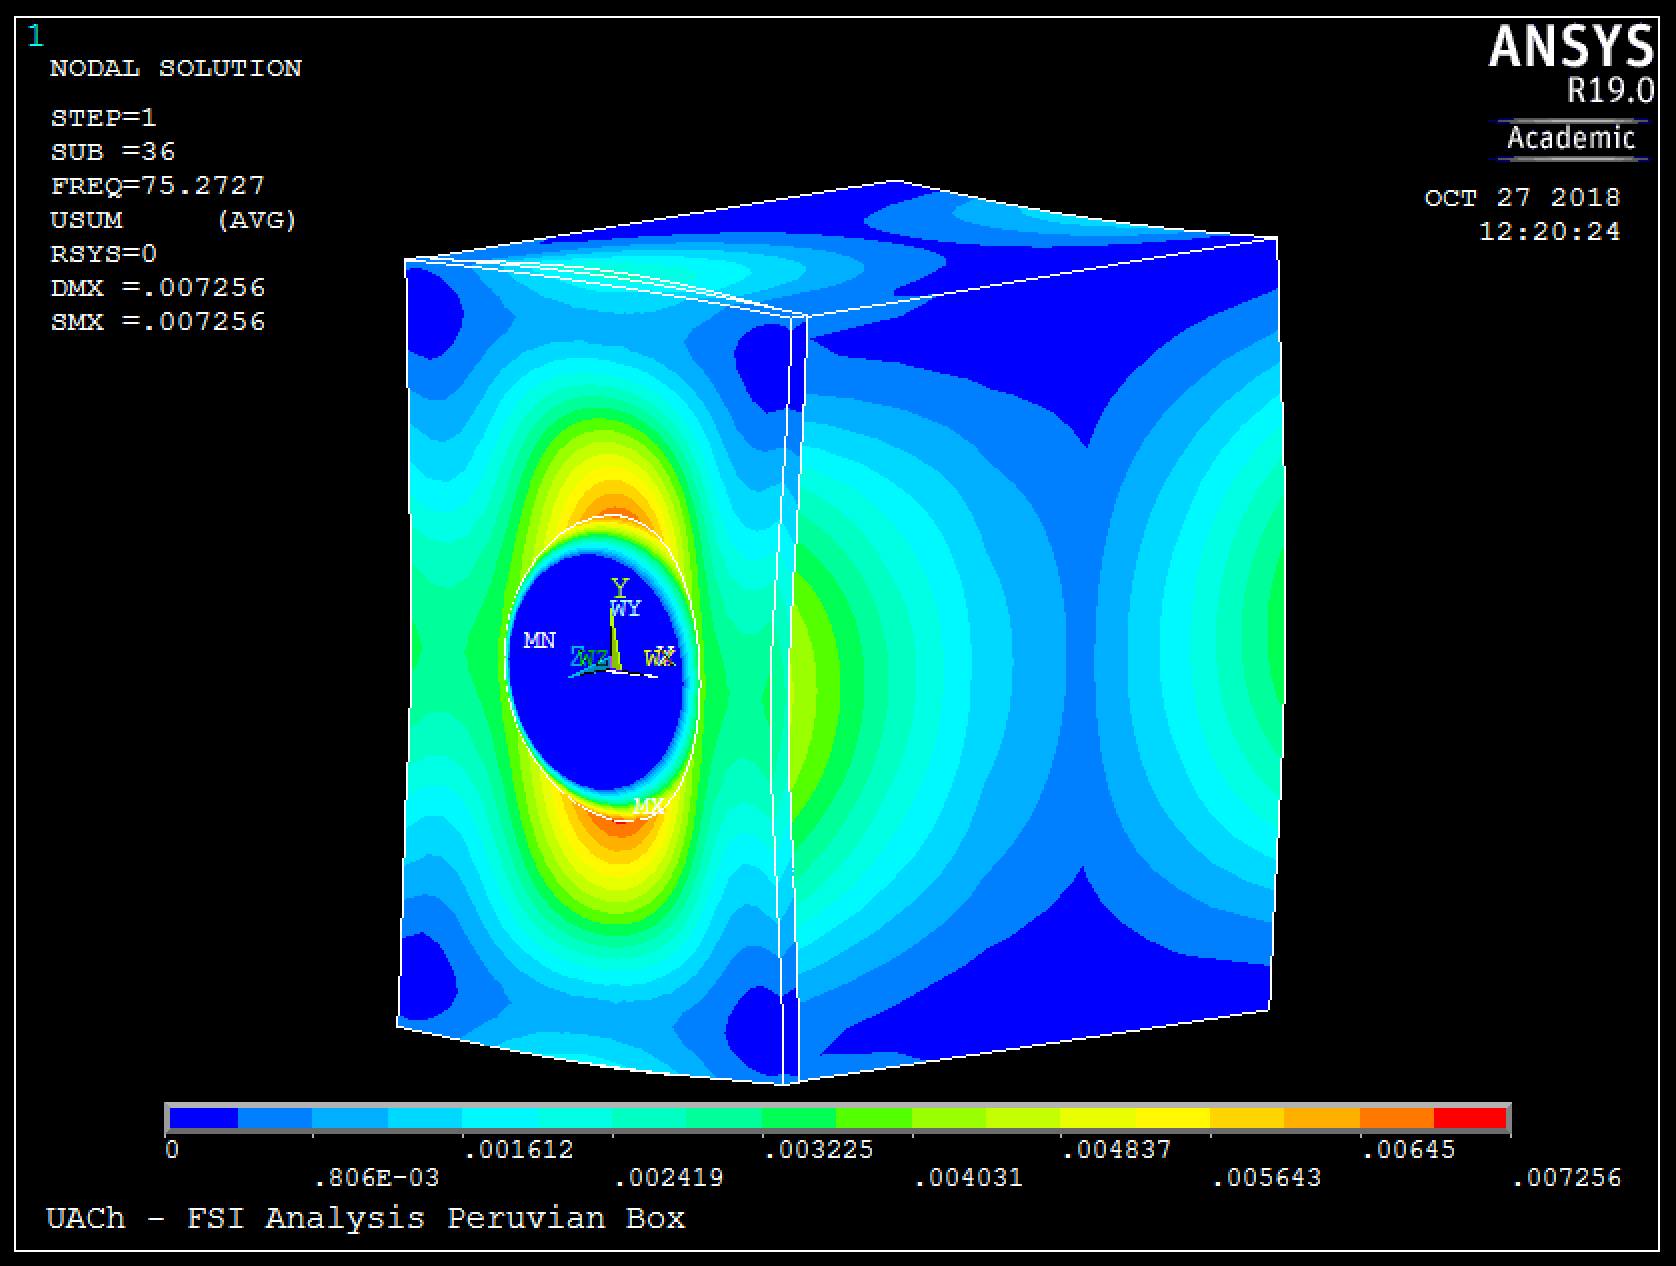 1
NODAL SOLUTION
STEP=1
SUB =36
FREQ=75.2727
USUM (AVG)
RSYS=0
DMX =.007256
SMX =.007256
ANSYS
R19.0
Academic
OCT 27 2018
12:20:24
Y
WY
MN
MX
0 .001612 .003225 .004837 .00645
.806E-03 .002419 .004031 .005643 .007256
UACh - FSI Analysis Peruvian Box